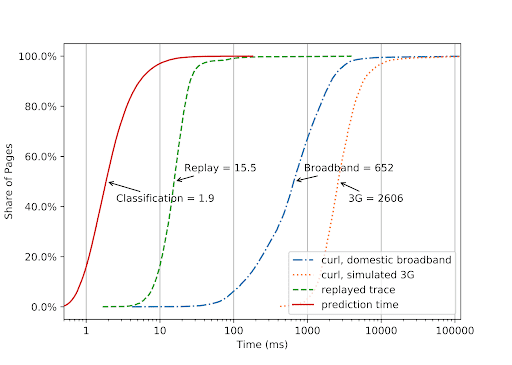 100.0%
80.0%
60.0%
40.0%
20.0%
0.0%
Share of Pages
Replay = 15.5
Broadband = 652
Classification = 1.9
3G = 2606
curl, domestic broadband
curl, simulated 3G
replayed trace
prediction time
1 10 100 1000 10000 100000
Time (ms)